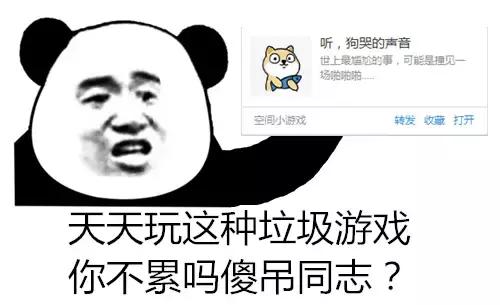 听，狗哭的声音
世上最尴尬的事，可能是撞见一
场啪啪啪.....
空间小游戏 转发 收藏 打开
天天玩这种垃圾游戏
你不累吗傻吊同志？